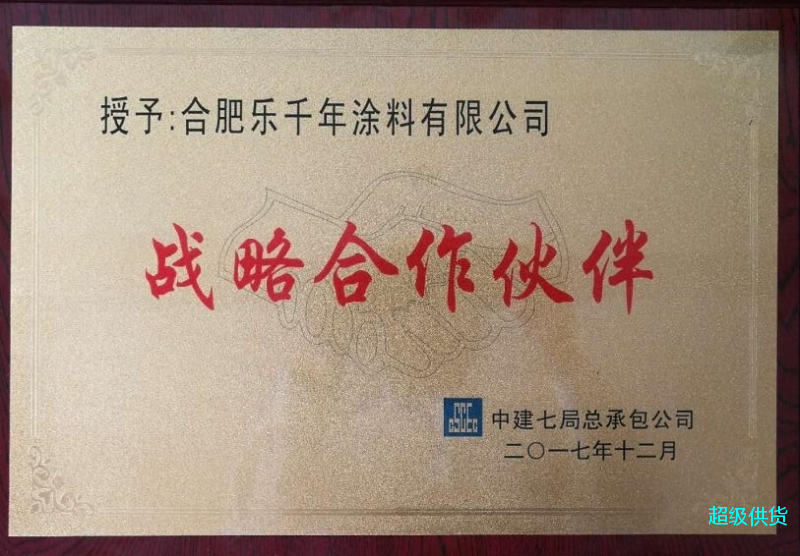 授予:合肥乐千年涂料有限公司
战略合作伙伴
中建七局总承包公司
二〇一七年十二月
超级供货